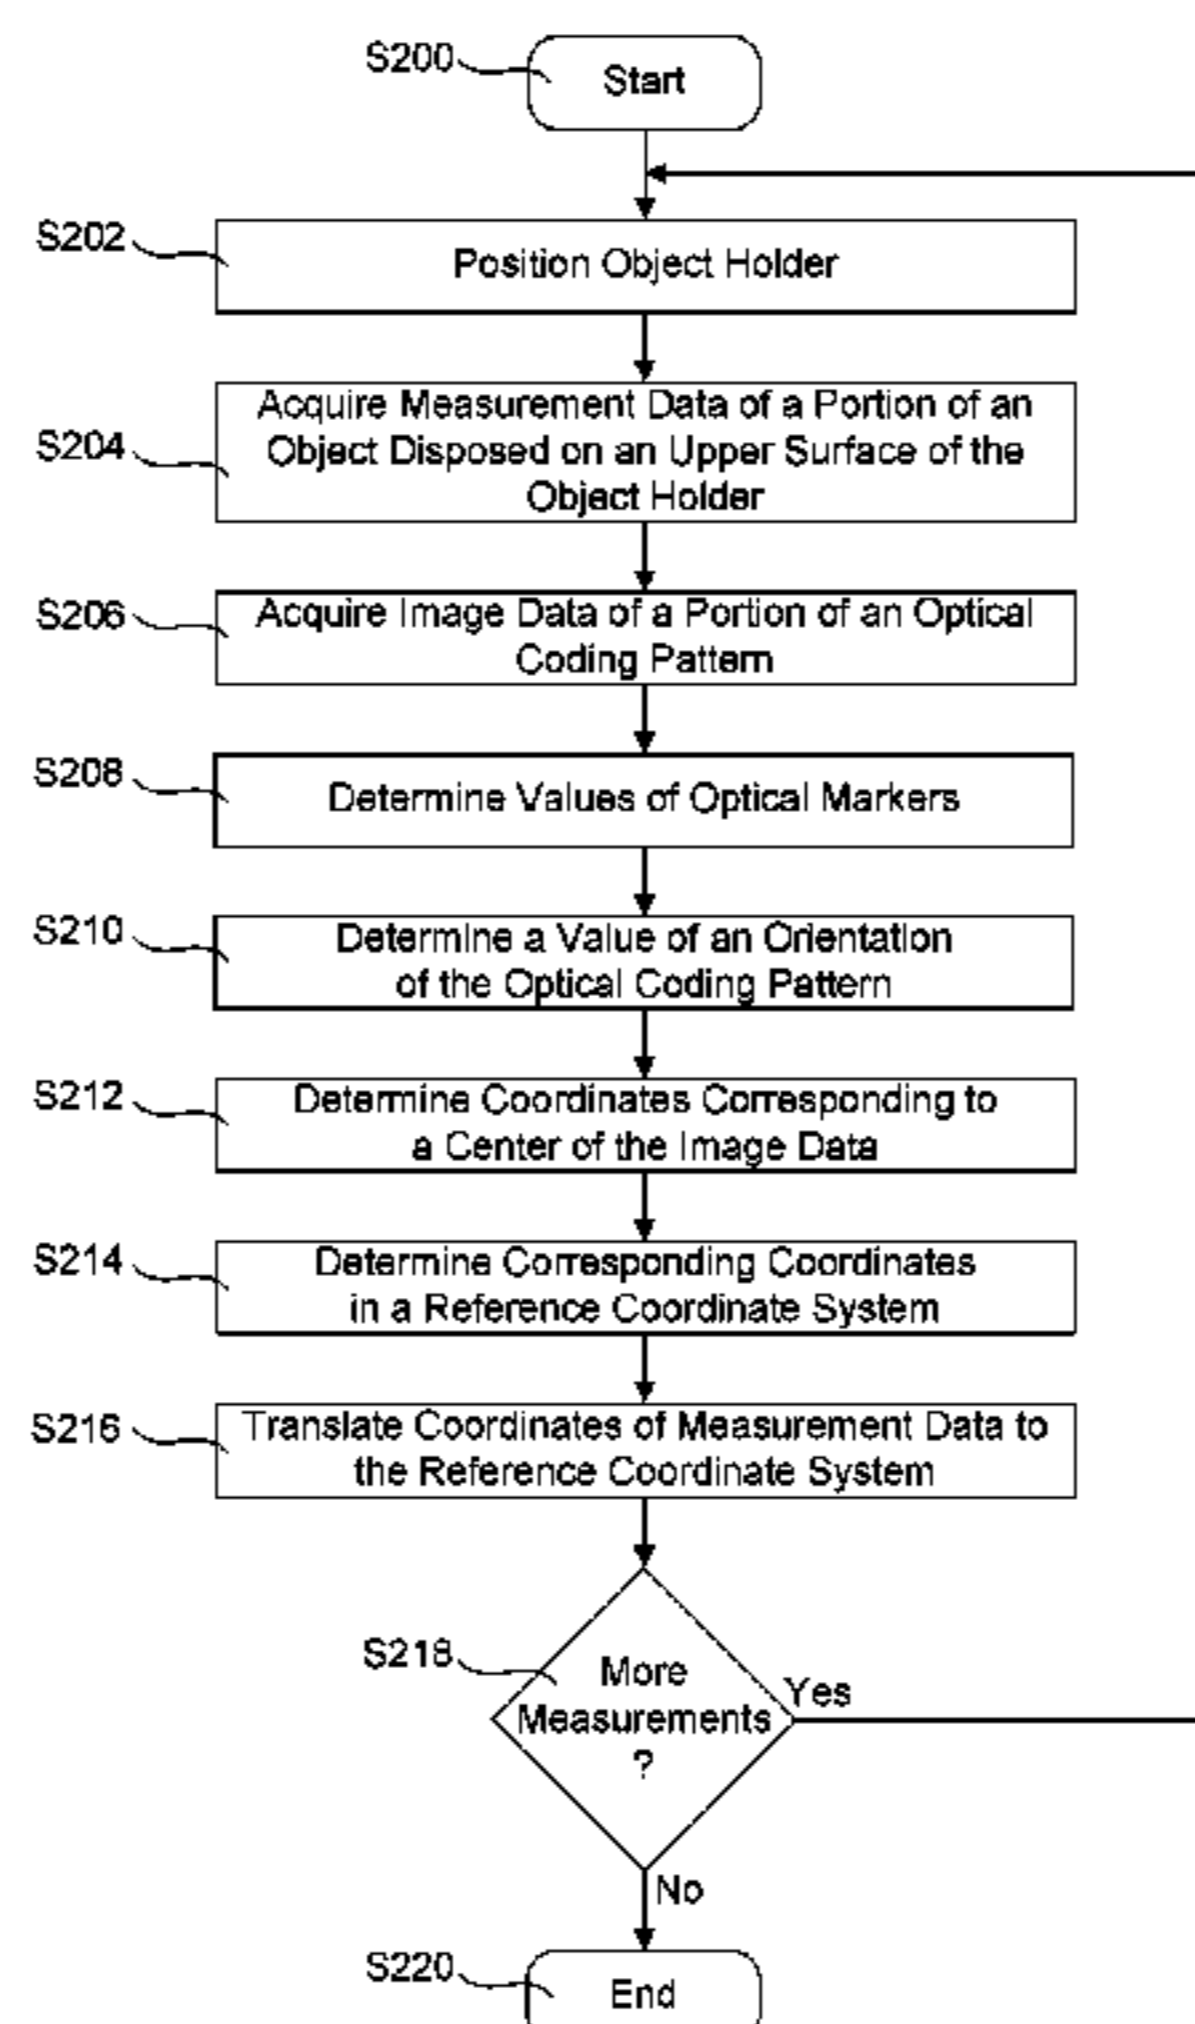 S200
Start
S202
Position Object Holder
S204
Acquire Measurement Data of a Portion of an
Object Disposed on an Upper Surface of the
Object Holder
S206
Acquire Image Data of a Portion of an Optical
Coding Pattern
S208
Determine Values of Optical Markers
S210
Determine a Value of an Orientation
of the Optical Coding Pattern
S212
Determine Coordinates Corresponding to
a Center of the Image Data
S214
Determine Corresponding Coordinates
in a Reference Coordinate System
S216
Translate Coordinates of Measurement Data to
the Reference Coordinate System
S218
More
Measurements
?
Yes
No
S220
End